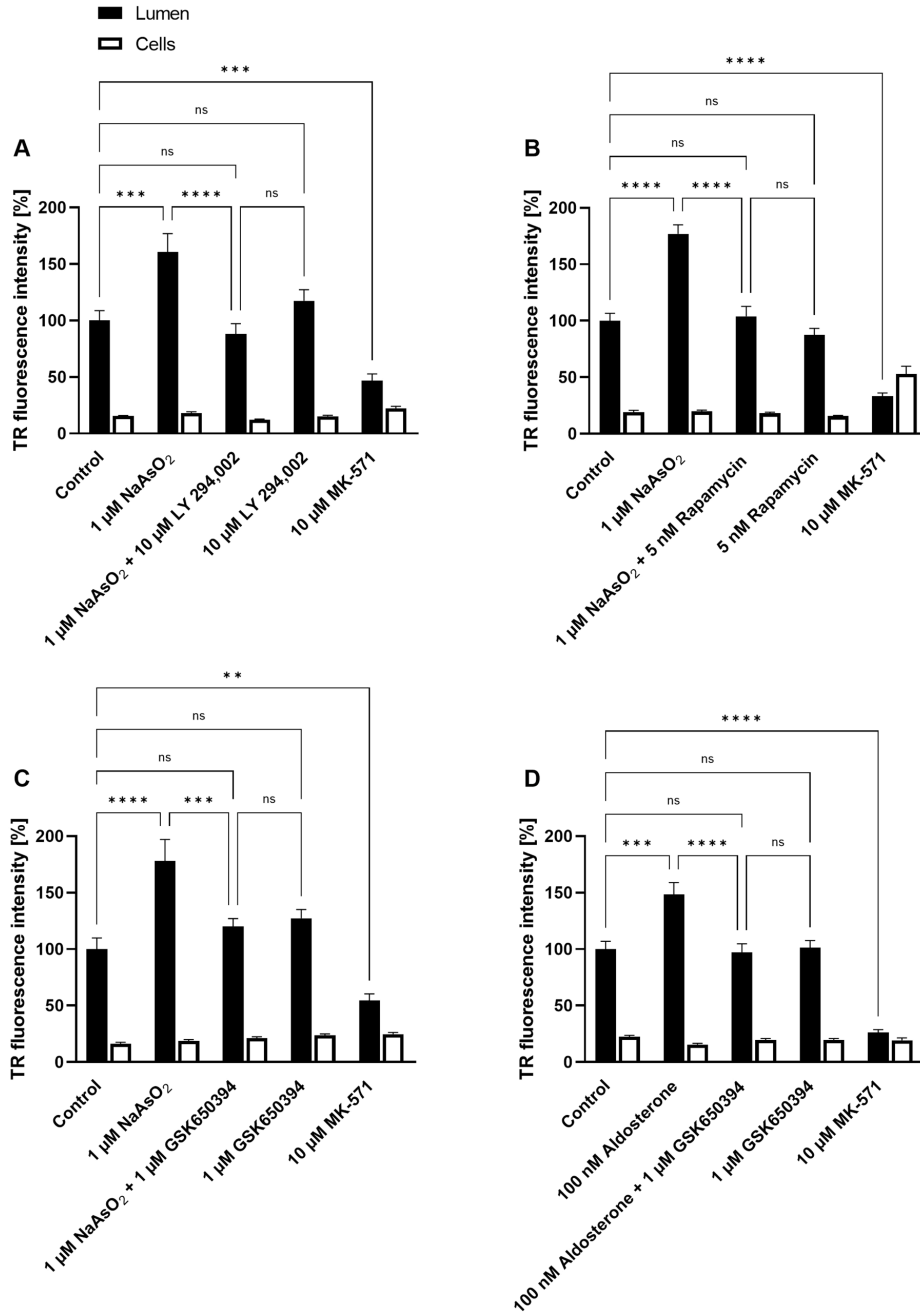 Lumen
Cells
A
***
ns
ns
***
****
ns
TR fluorescence intensity [%]
200
150
100
50
0
Control
1 µM NaAsO₂
1 µM NaAsO₂ + 10 µM LY 294,002
10 µM LY 294,002
10 µM MK-571
B
****
ns
ns
****
****
ns
TR fluorescence intensity [%]
200
150
100
50
0
Control
1 µM NaAsO₂
1 µM NaAsO₂ + 5 nM Rapamycin
5 nM Rapamycin
10 µM MK-571
C
**
ns
ns
****
***
ns
TR fluorescence intensity [%]
200
150
100
50
0
Control
1 µM NaAsO₂
1 µM NaAsO₂ + 1 µM GSK650394
1 µM GSK650394
10 µM MK-571
D
****
ns
ns
***
****
ns
TR fluorescence intensity [%]
200
150
100
50
0
Control
100 nM Aldosterone
100 nM Aldosterone + 1 µM GSK650394
1 µM GSK650394
10 µM MK-571